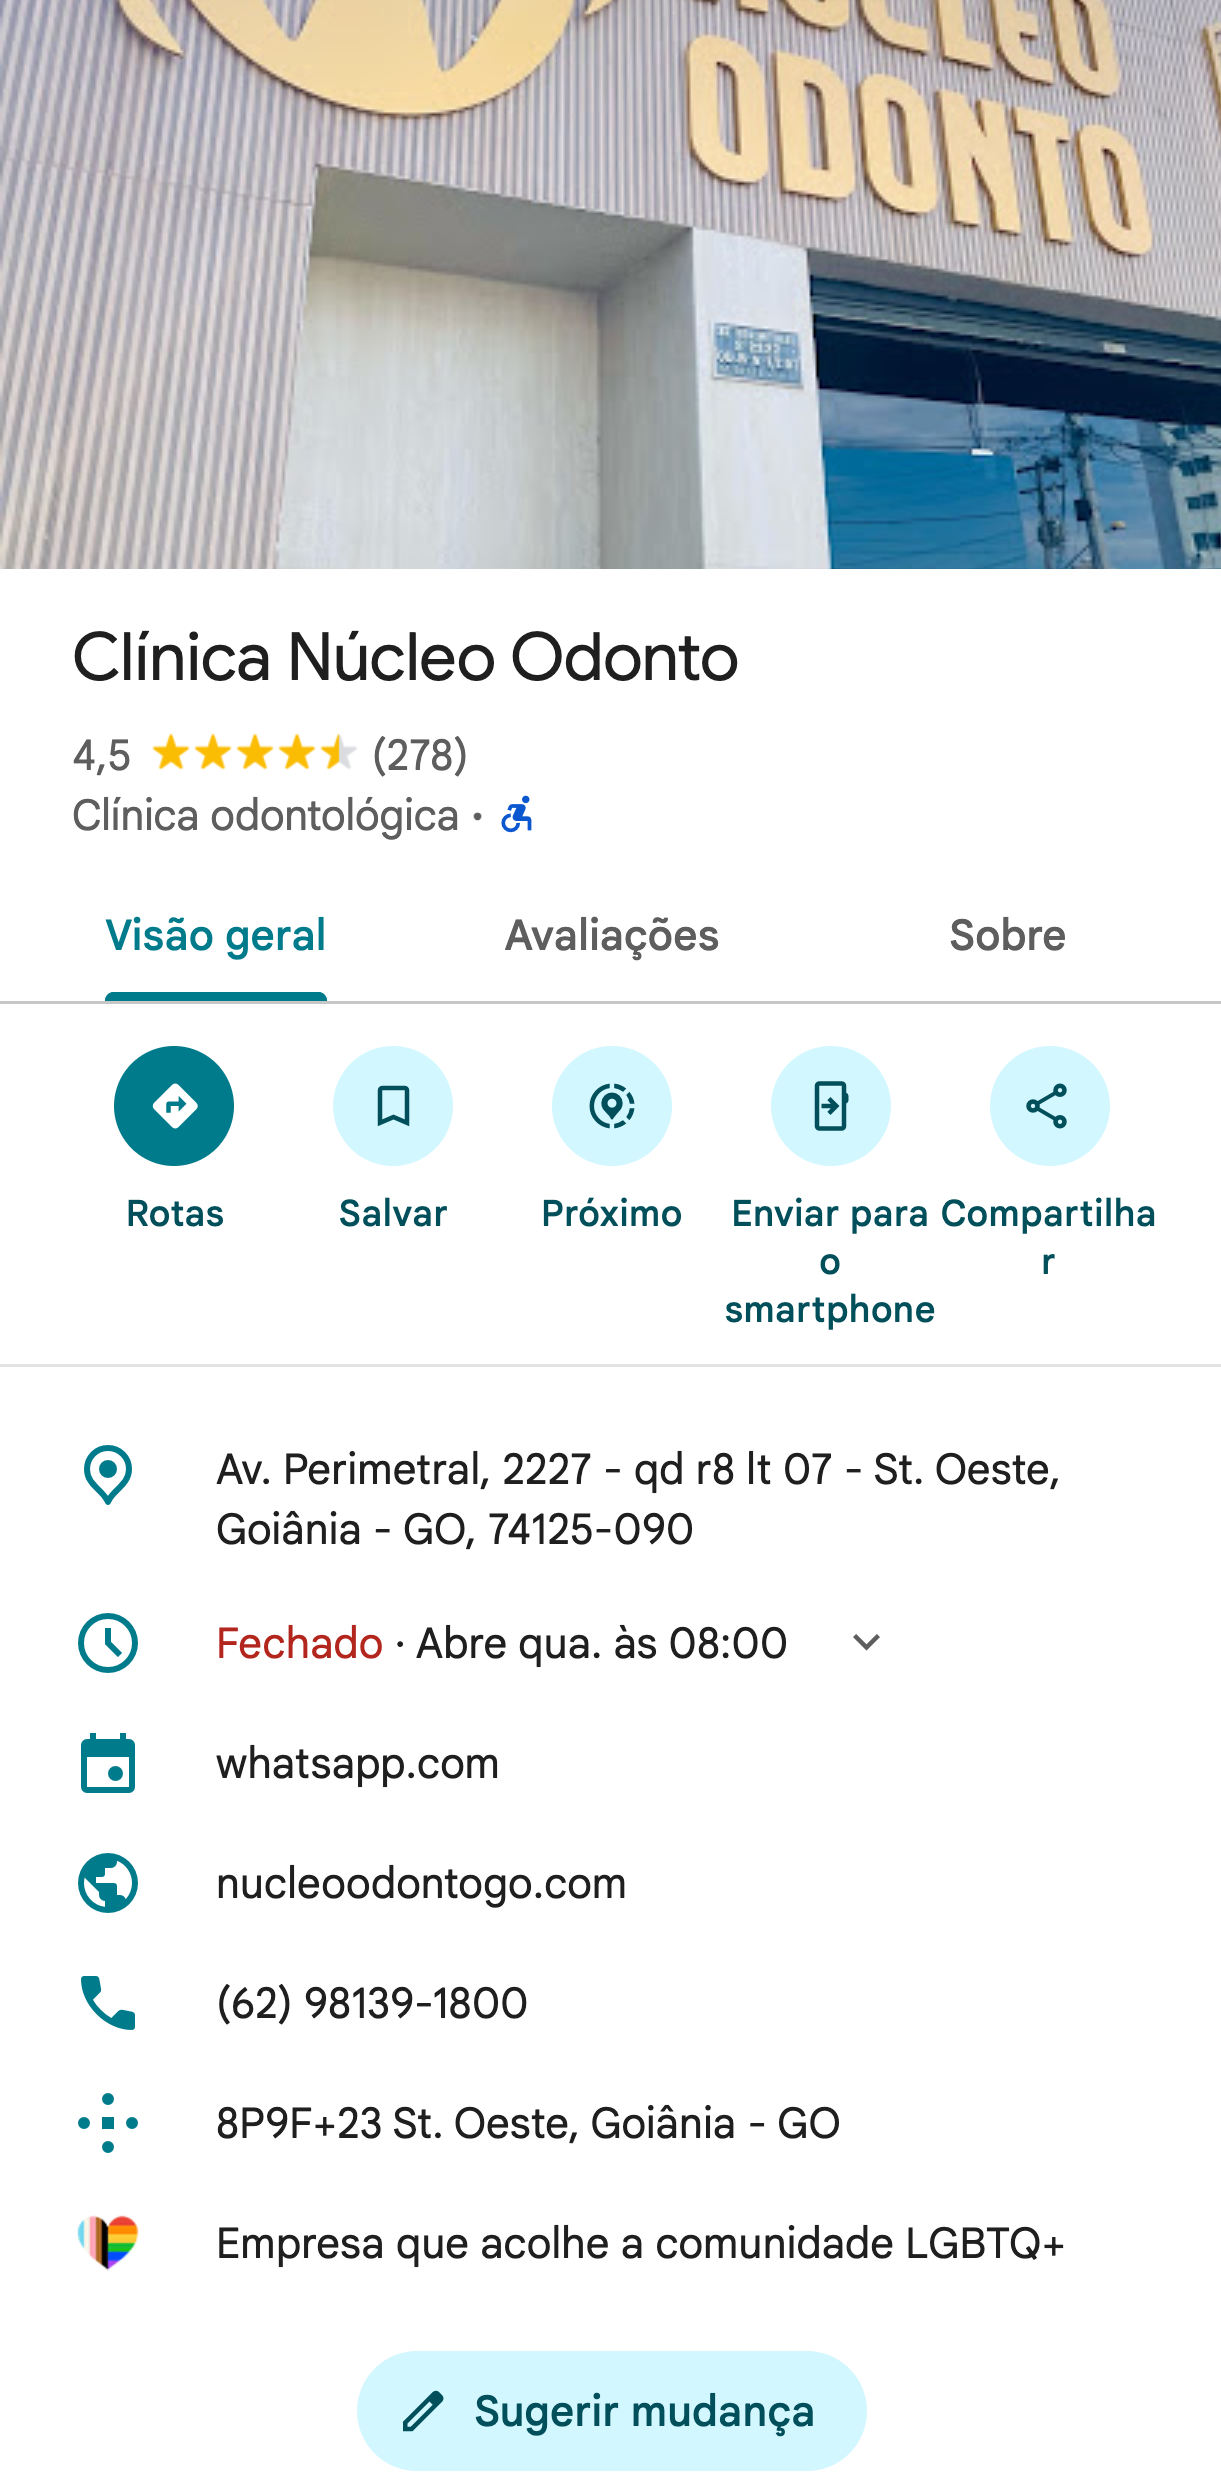 NÚCLEO
ODONTO
Clínica Núcleo Odonto
4,5 (278)
Clínica odontológica ·
Visão geral
Avaliações
Sobre
Rotas
Salvar
Próximo
Enviar para
o
smartphone
Compartilha
r
Av. Perimetral, 2227 - qd r8 lt 07 - St. Oeste,
Goiânia - GO, 74125-090
Fechado · Abre qua. às 08:00
whatsapp.com
nucleoodontogo.com
(62) 98139-1800
8P9F+23 St. Oeste, Goiânia - GO
Empresa que acolhe a comunidade LGBTQ+
Sugerir mudança